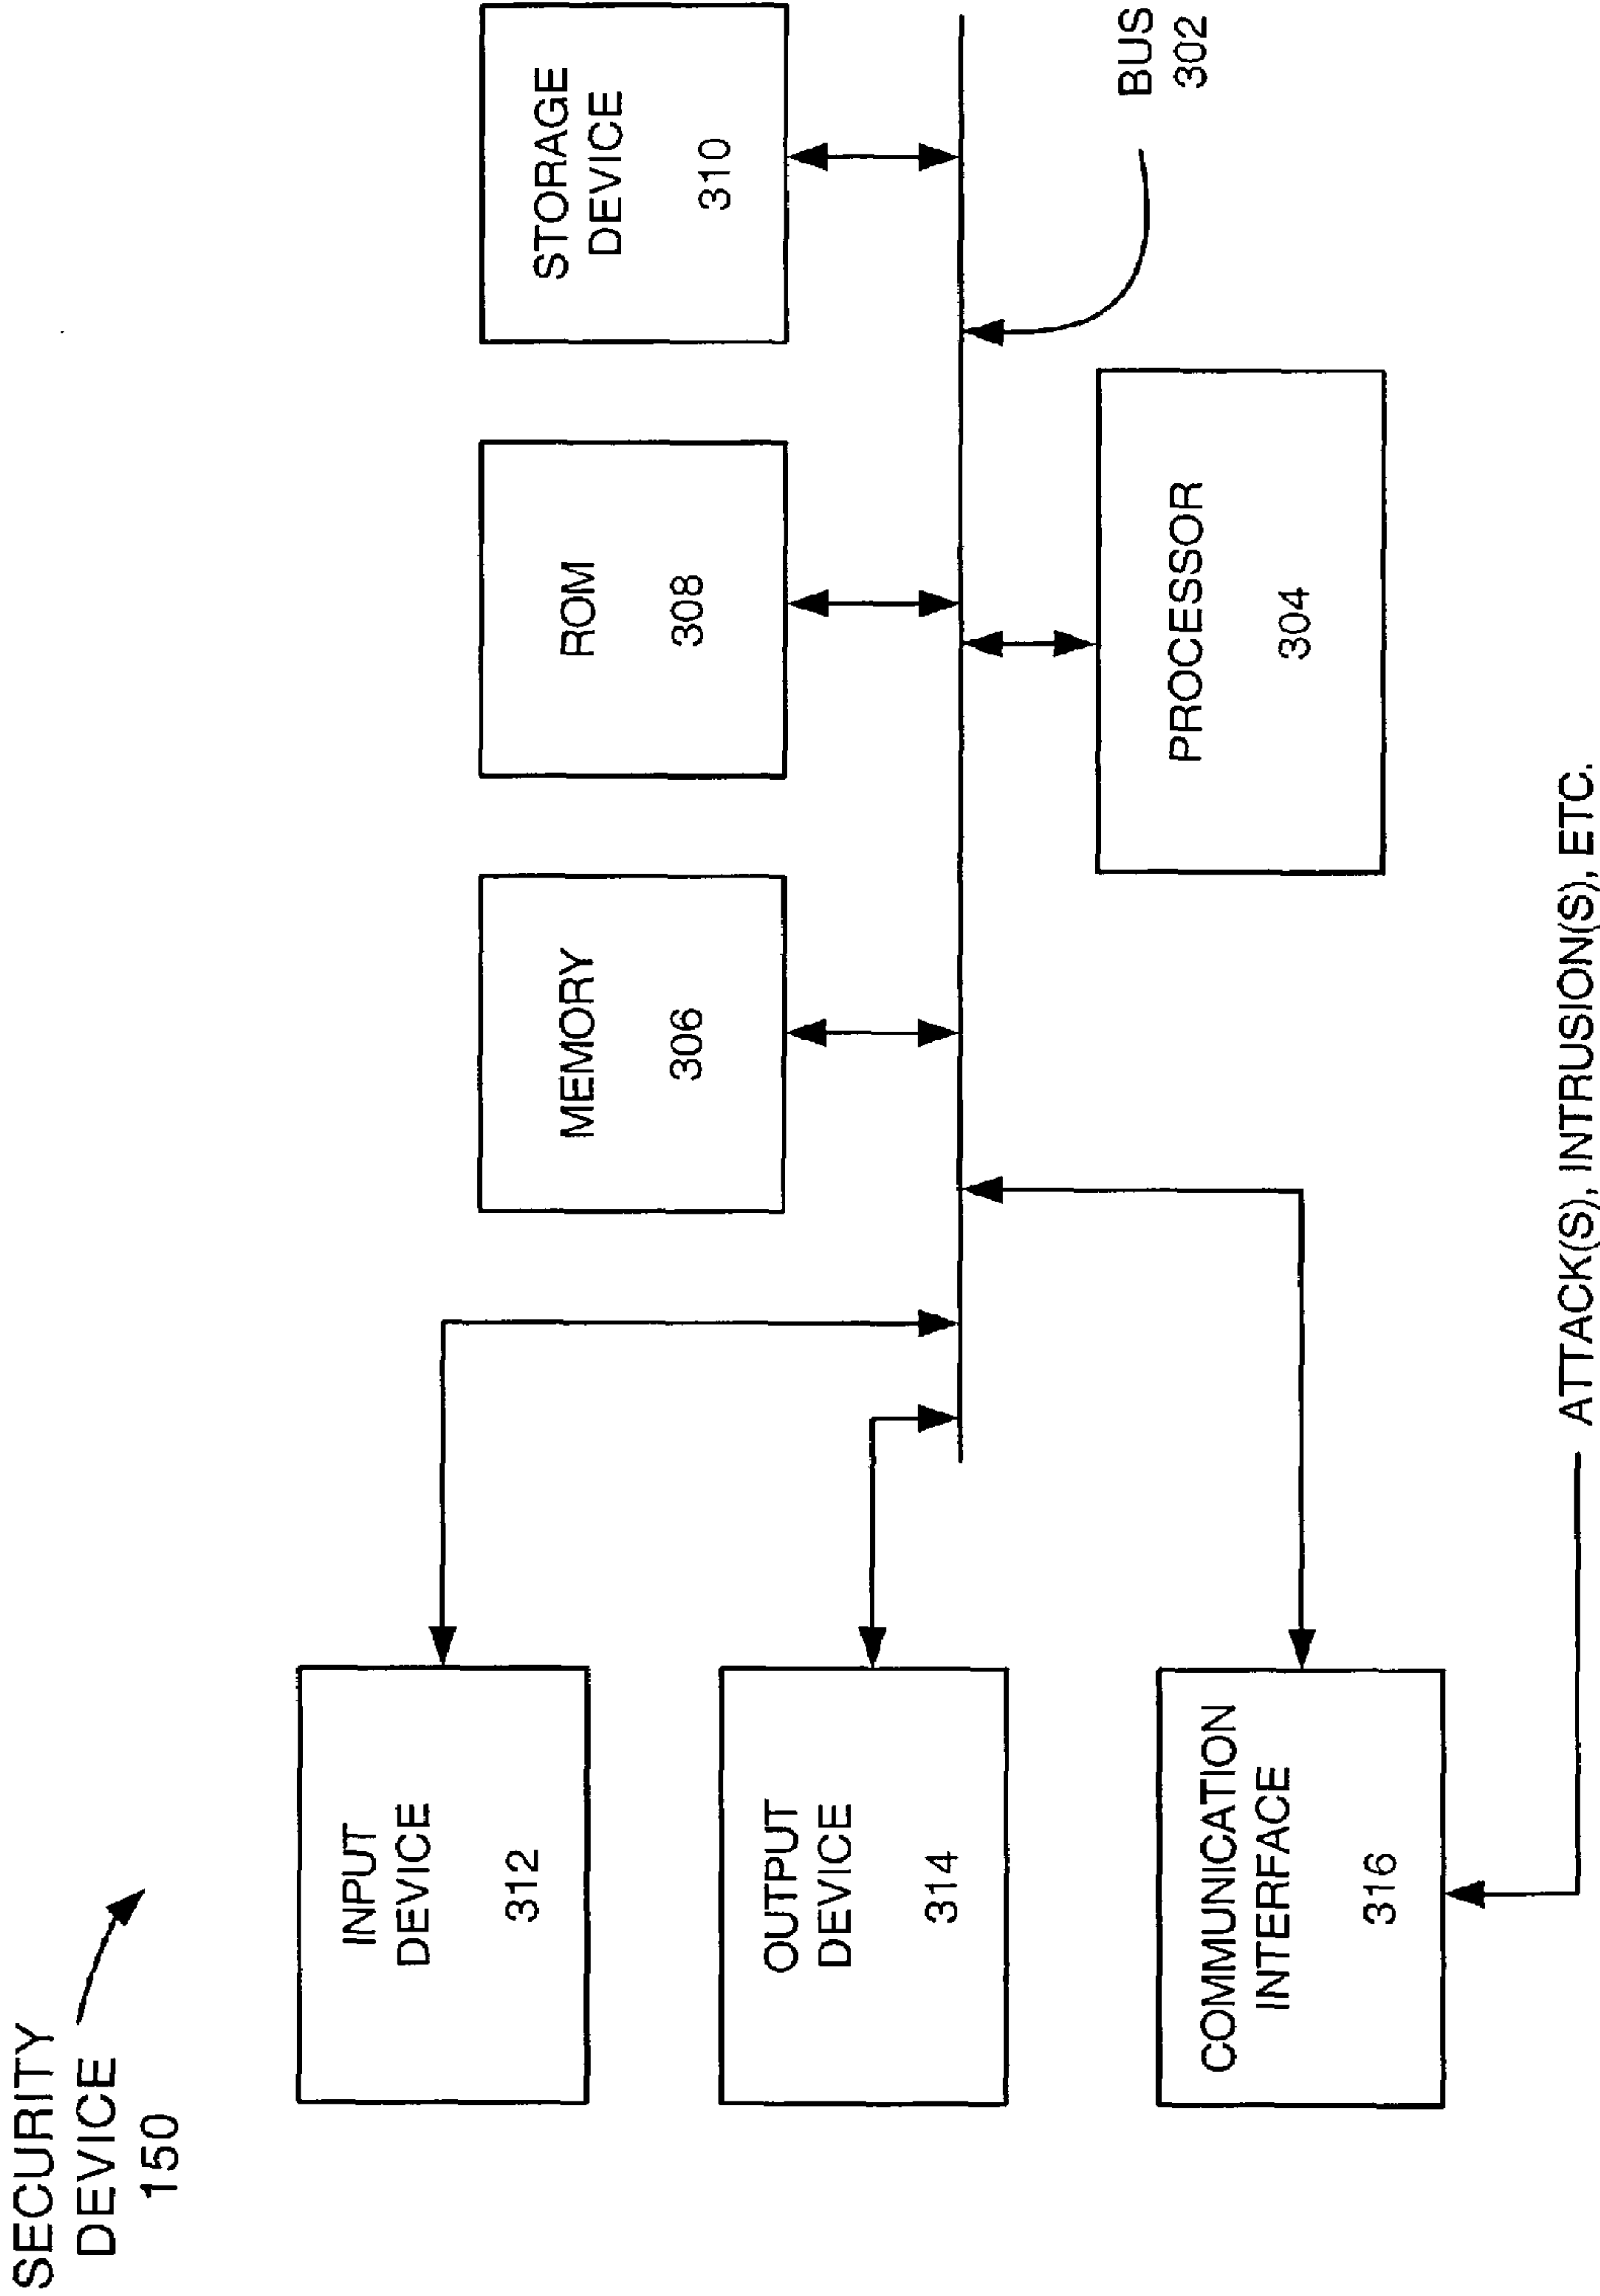 SECURITY
DEVICE
150
INPUT
DEVICE
312
OUTPUT
DEVICE
314
COMMUNICATION
INTERFACE
316
MEMORY
306
ROM
308
STORAGE
DEVICE
310
PROCESSOR
304
BUS
302
ATTACK(S), INTRUSION(S), ETC.